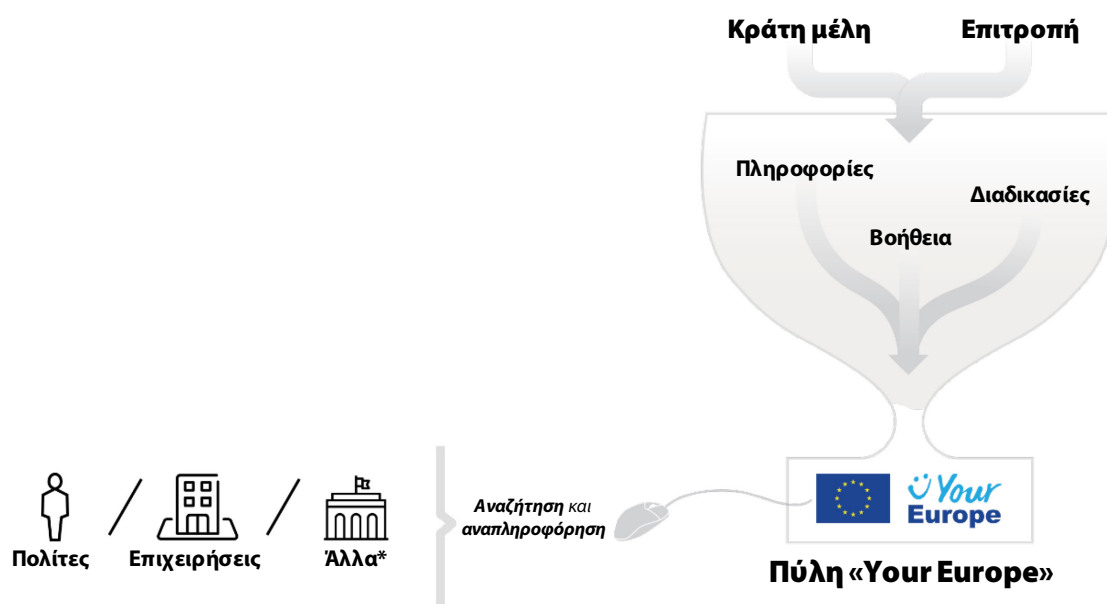 Κράτη μέλη
Επιτροπή
Πληροφορίες
Διαδικασίες
Βοήθεια
Αναζήτηση και
αναπληροφόρηση
Your
Europe
Πολίτες
Επιχειρήσεις
Άλλα*
Πύλη «Your Europe»